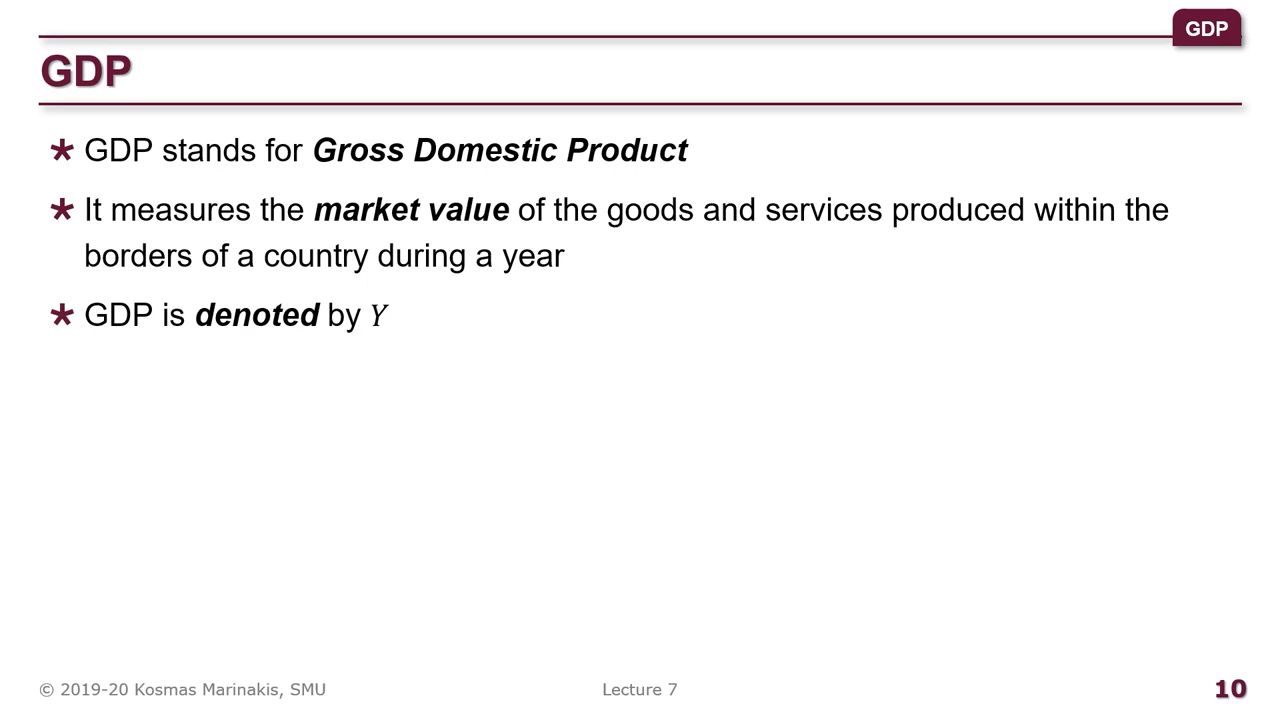 GDP
GDP
* GDP stands for Gross Domestic Product
* It measures the market value of the goods and services produced within the
borders of a country during a year
* GDP is denoted by Y
© 2019-20 Kosmas Marinakis, SMU
Lecture 7
10